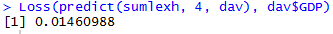 > Loss(predict(sumlexh, 4, dav), dav$GDP)
[1] 0.01460988